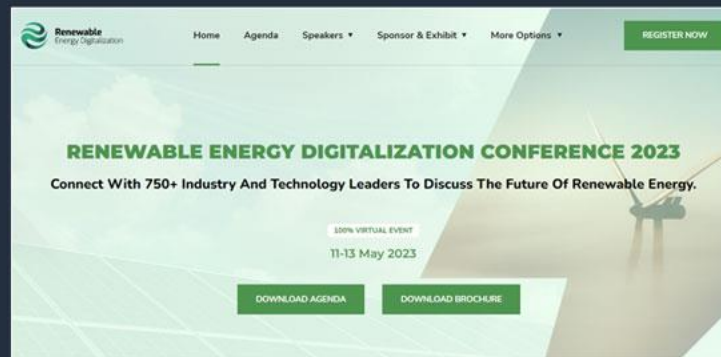 Renewable
Energy Digitalization
Home Agenda Speakers ▼ Sponsor & Exhibit ▼ More Options ▼ REGISTER NOW
RENEWABLE ENERGY DIGITALIZATION CONFERENCE 2023
Connect With 750+ Industry And Technology Leaders To Discuss The Future Of Renewable Energy.
100% VIRTUAL EVENT
11-13 May 2023
DOWNLOAD AGENDA DOWNLOAD BROCHURE